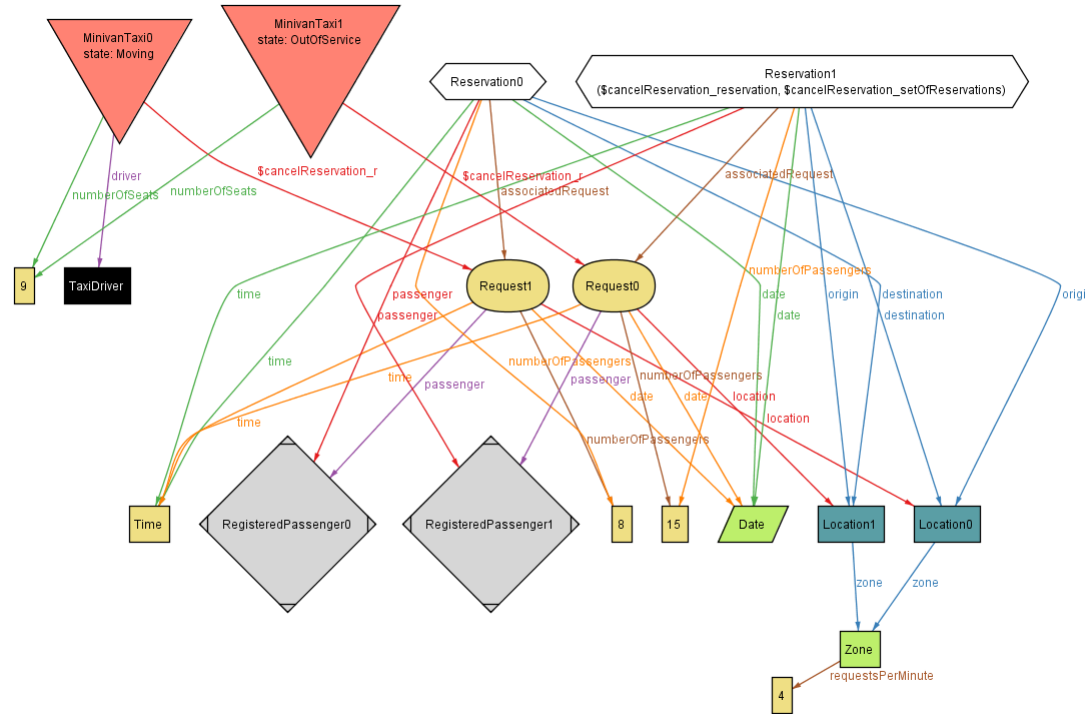 MinivanTaxi0
state: Moving
MinivanTaxi1
state: OutOfService
Reservation0
Reservation1
($cancelReservation_reservation, $cancelReservation_setOfReservations)
driver
numberOfSeats
numberOfSeats
$cancelReservation_r
$cancelReservation_r
associatedRequest
associatedRequest
9
TaxiDriver
time
Request1
Request0
passenger
passenger
numberOfPassengers
date
date
origin
destination
destination
origi
time
time
time
passenger
numberOfPassengers
passenger
numberOfPassengers
date
date
location
location
numberOfPassengers
Time
RegisteredPassenger0
RegisteredPassenger1
8
15
Date
Location1
Location0
zone
zone
Zone
requestsPerMinute
4